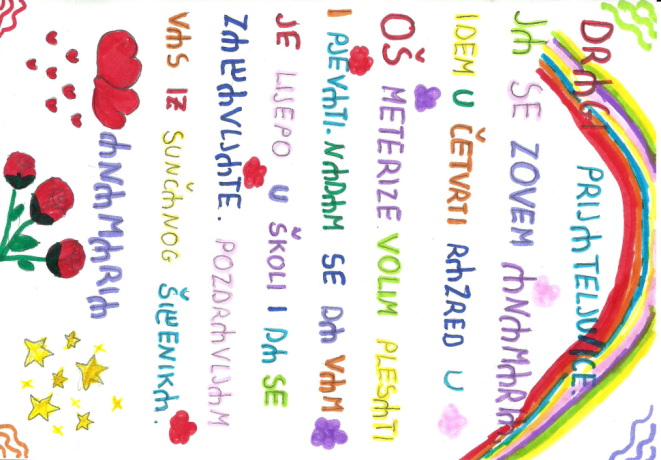 DRAGI
JA SE ZOVEM ANAMARIA
IDEM U ČETVRTI RAZRED U
OŠ METERIZE. VOLIM PLESATI
I PJEVATI. NADAM SE DA VAM
JE LIJEPO U ŠKOLI I DA SE
ZABAVLJATE. POZDRAVLJAM
VAS IZ SUNČANOG ŠIBENIKA.
ANAMARIA